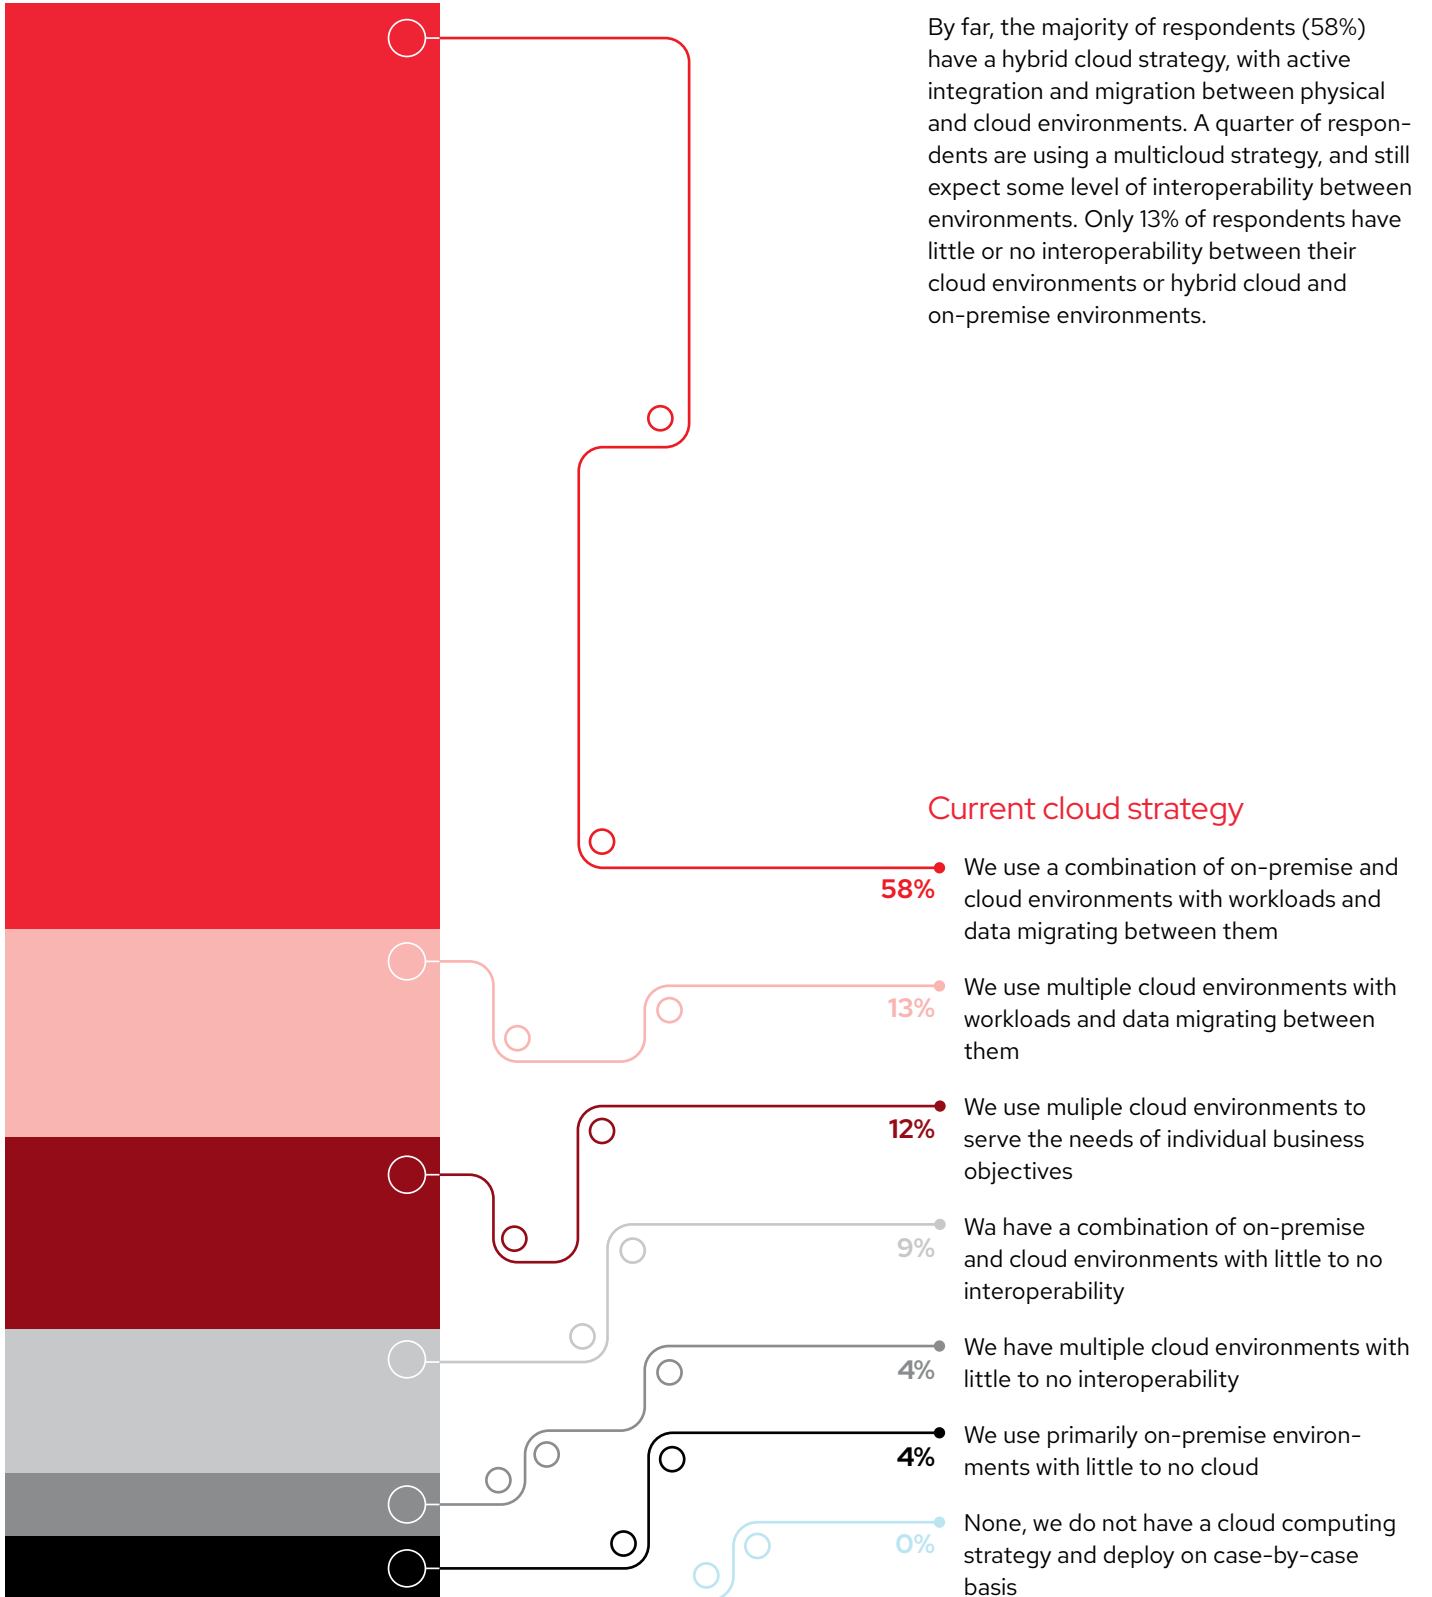 By far, the majority of respondents (58%)
have a hybrid cloud strategy, with active
integration and migration between physical
and cloud environments. A quarter of respon-
dents are using a multicloud strategy, and still
expect some level of interoperability between
environments. Only 13% of respondents have
little or no interoperability between their
cloud environments or hybrid cloud and
on-premise environments.
Current cloud strategy
58%
We use a combination of on-premise and
cloud environments with workloads and
data migrating between them
13%
We use multiple cloud environments with
workloads and data migrating between
them
12%
We use muliple cloud environments to
serve the needs of individual business
objectives
9%
Wa have a combination of on-premise
and cloud environments with little to no
interoperability
4%
We have multiple cloud environments with
little to no interoperability
4%
We use primarily on-premise environ-
ments with little to no cloud
0%
None, we do not have a cloud computing
strategy and deploy on case-by-case
basis